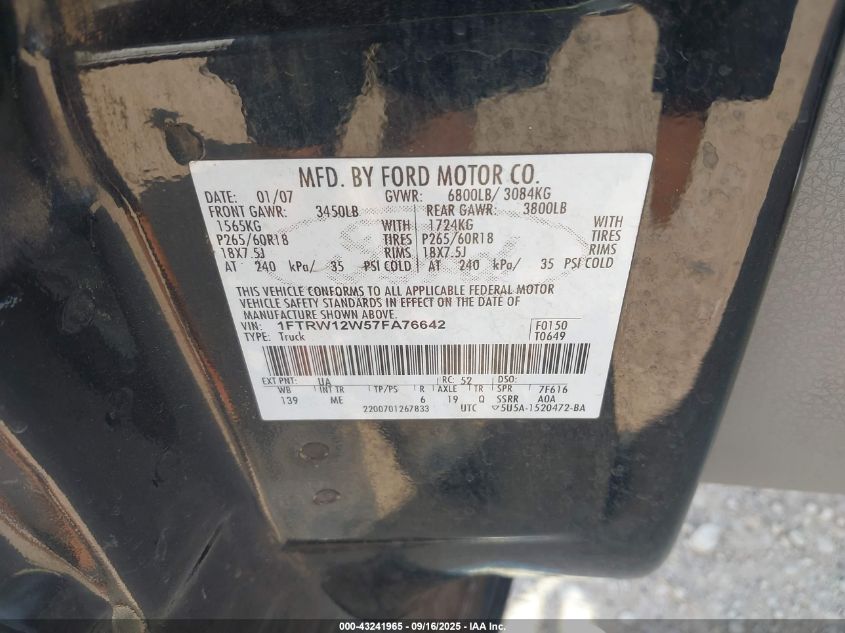 MFD. BY FORD MOTOR CO.
DATE: 01/07 GVWR: 6800LB/ 3084KG
FRONT GAWR: 3450LB REAR GAWR: 3800LB
1565KG WITH 1724KG WITH
P265/60R18 TIRES P265/60R18 TIRES
18X7.5J RIMS 18X7.5J RIMS
AT 240 kPa/ 35 PSI COLD AT 240 kPa/ 35 PSI COLD
THIS VEHICLE CONFORMS TO ALL APPLICABLE FEDERAL MOTOR
VEHICLE SAFETY STANDARDS IN EFFECT ON THE DATE OF
MANUFACTURE SHOWN ABOVE.
VIN: 1FTRW12W57FA76642 F0150
TYPE: Truck T0649
EXT PNT: UA RC: 52 DSO:
WB INT TR TP/PS R AXLE TR SPR 7F616
139 ME 6 19 Q SSRR A0A
2200701267833 UTC 5U5A-1520472-BA
000-43241965 09/16/2025 IAA Inc.